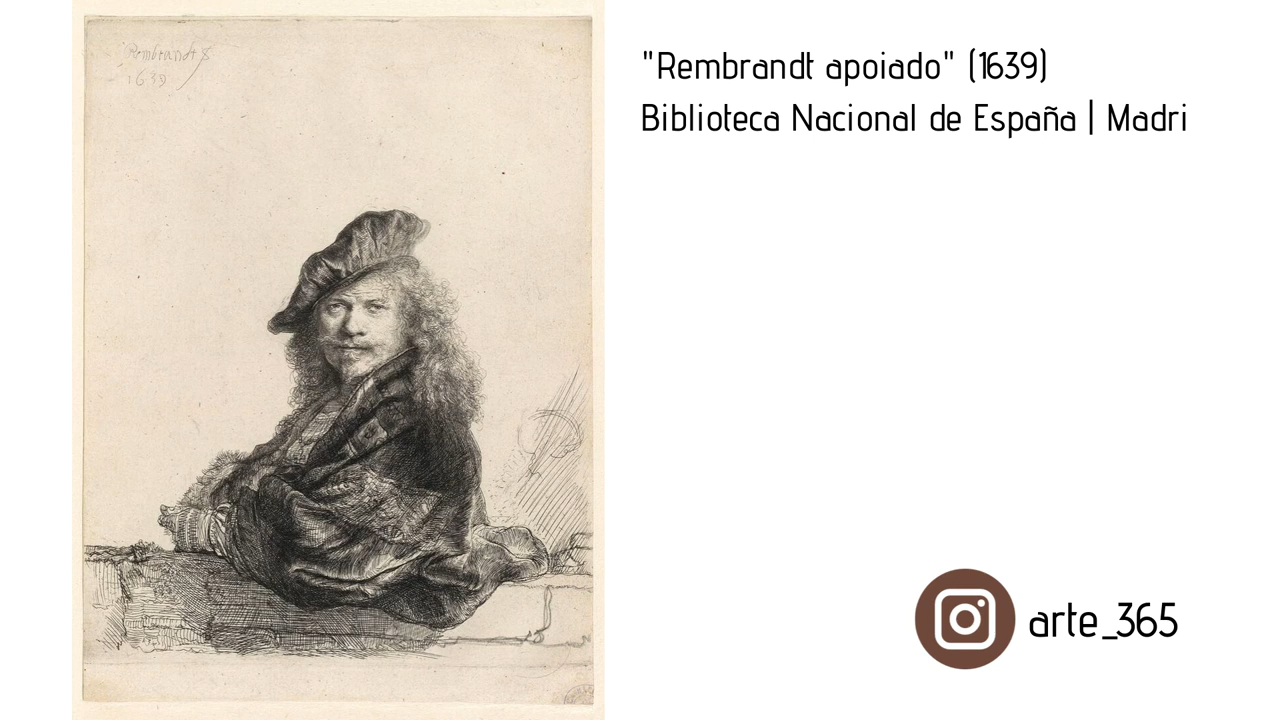 Rembrandt f
1639
"Rembrandt apoiado" (1639)
Biblioteca Nacional de España | Madri
arte_365